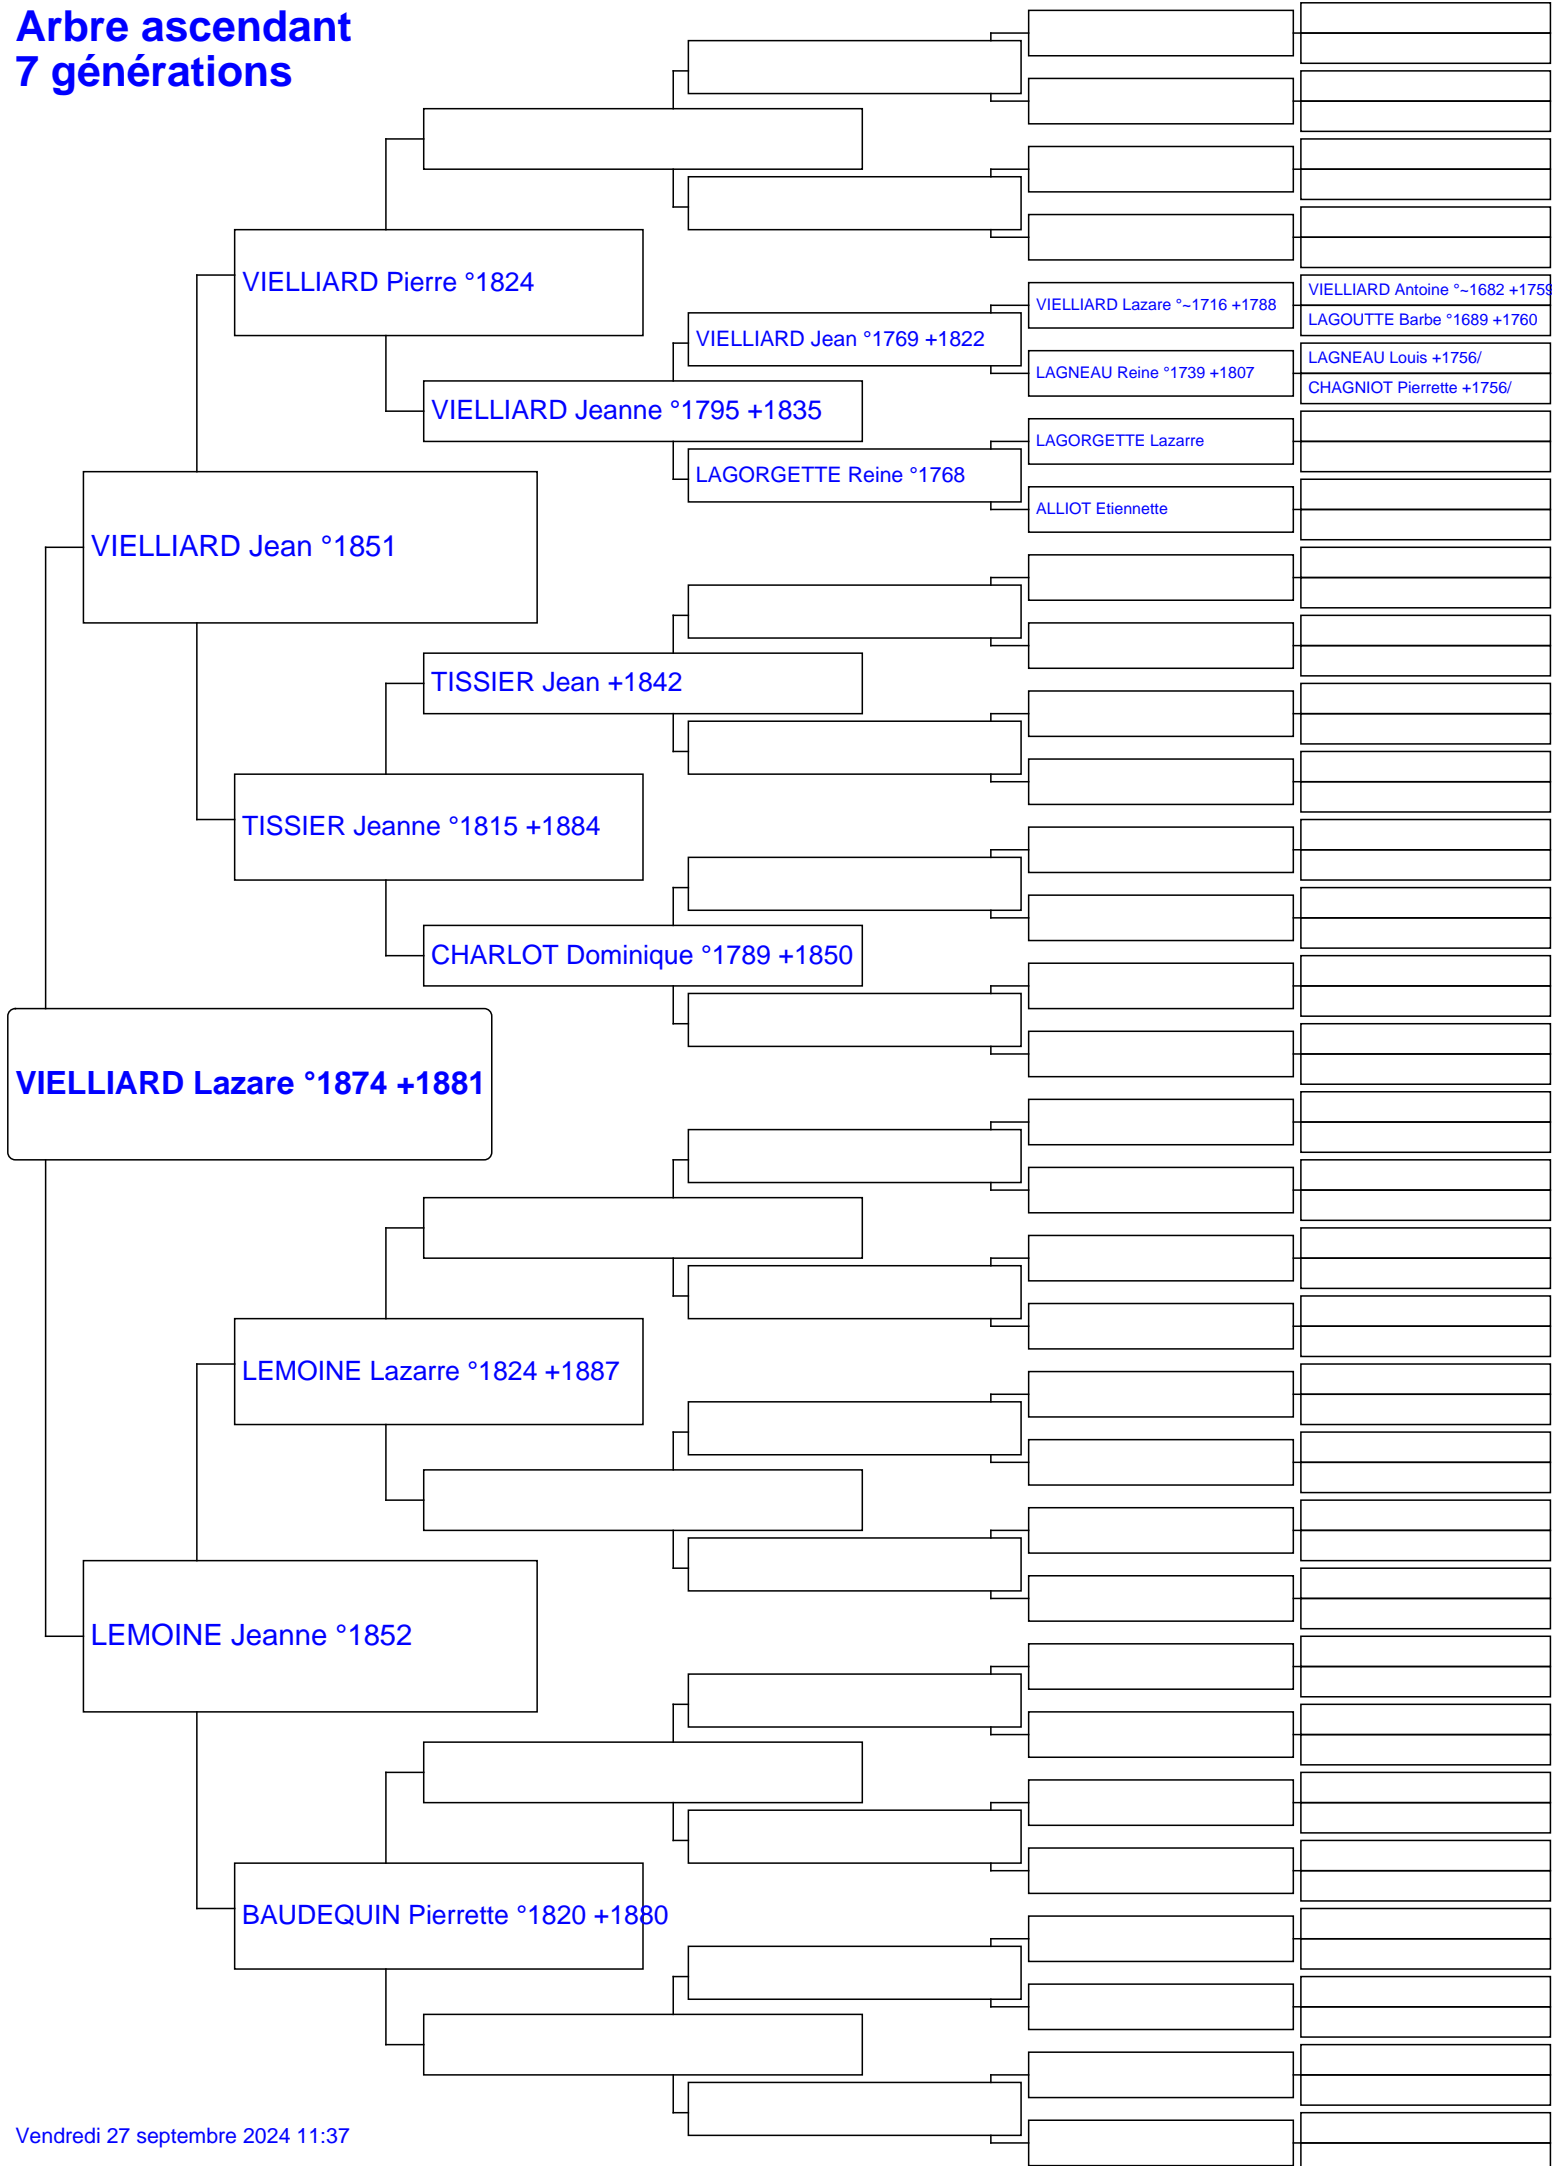 Arbre ascendant
7 générations
VIELLIARD Pierre °1824
VIELLIARD Antoine °~1682 +1759
VIELLIARD Lazare °~1716 +1788
LAGOUTTE Barbe °1689 +1760
VIELLIARD Jean °1769 +1822
LAGNEAU Louis +1756/
LAGNEAU Reine °1739 +1807
CHAGNIOT Pierrette +1756/
VIELLIARD Jeanne °1795 +1835
LAGORGETTE Lazarre
LAGORGETTE Reine °1768
ALLIOT Etiennette
VIELLIARD Jean °1851
TISSIER Jean +1842
TISSIER Jeanne °1815 +1884
CHARLOT Dominique °1789 +1850
VIELLIARD Lazare °1874 +1881
LEMOINE Lazarre °1824 +1887
LEMOINE Jeanne °1852
BAUDEQUIN Pierrette °1820 +1880
Vendredi 27 septembre 2024 11:37